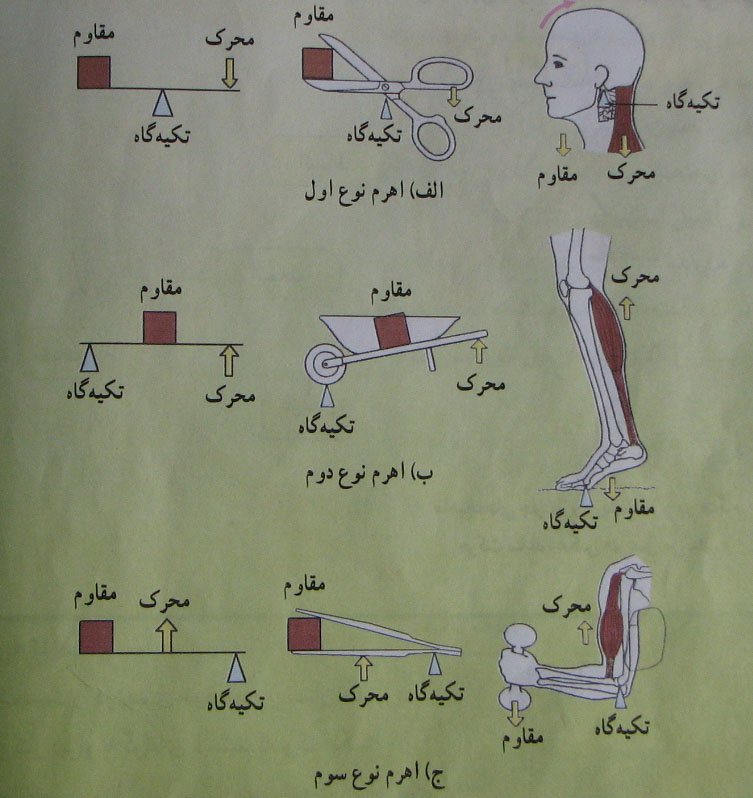 مقاوم
محرک
تکیه‌گاه
مقاوم
محرک
تکیه‌گاه
تکیه‌گاه
مقاوم
محرک
الف) اهرم نوع اول
مقاوم
تکیه‌گاه
محرک
مقاوم
محرک
تکیه‌گاه
محرک
مقاوم
تکیه‌گاه
ب) اهرم نوع دوم
مقاوم
محرک
تکیه‌گاه
مقاوم
محرک
تکیه‌گاه
محرک
مقاوم
تکیه‌گاه
ج) اهرم نوع سوم